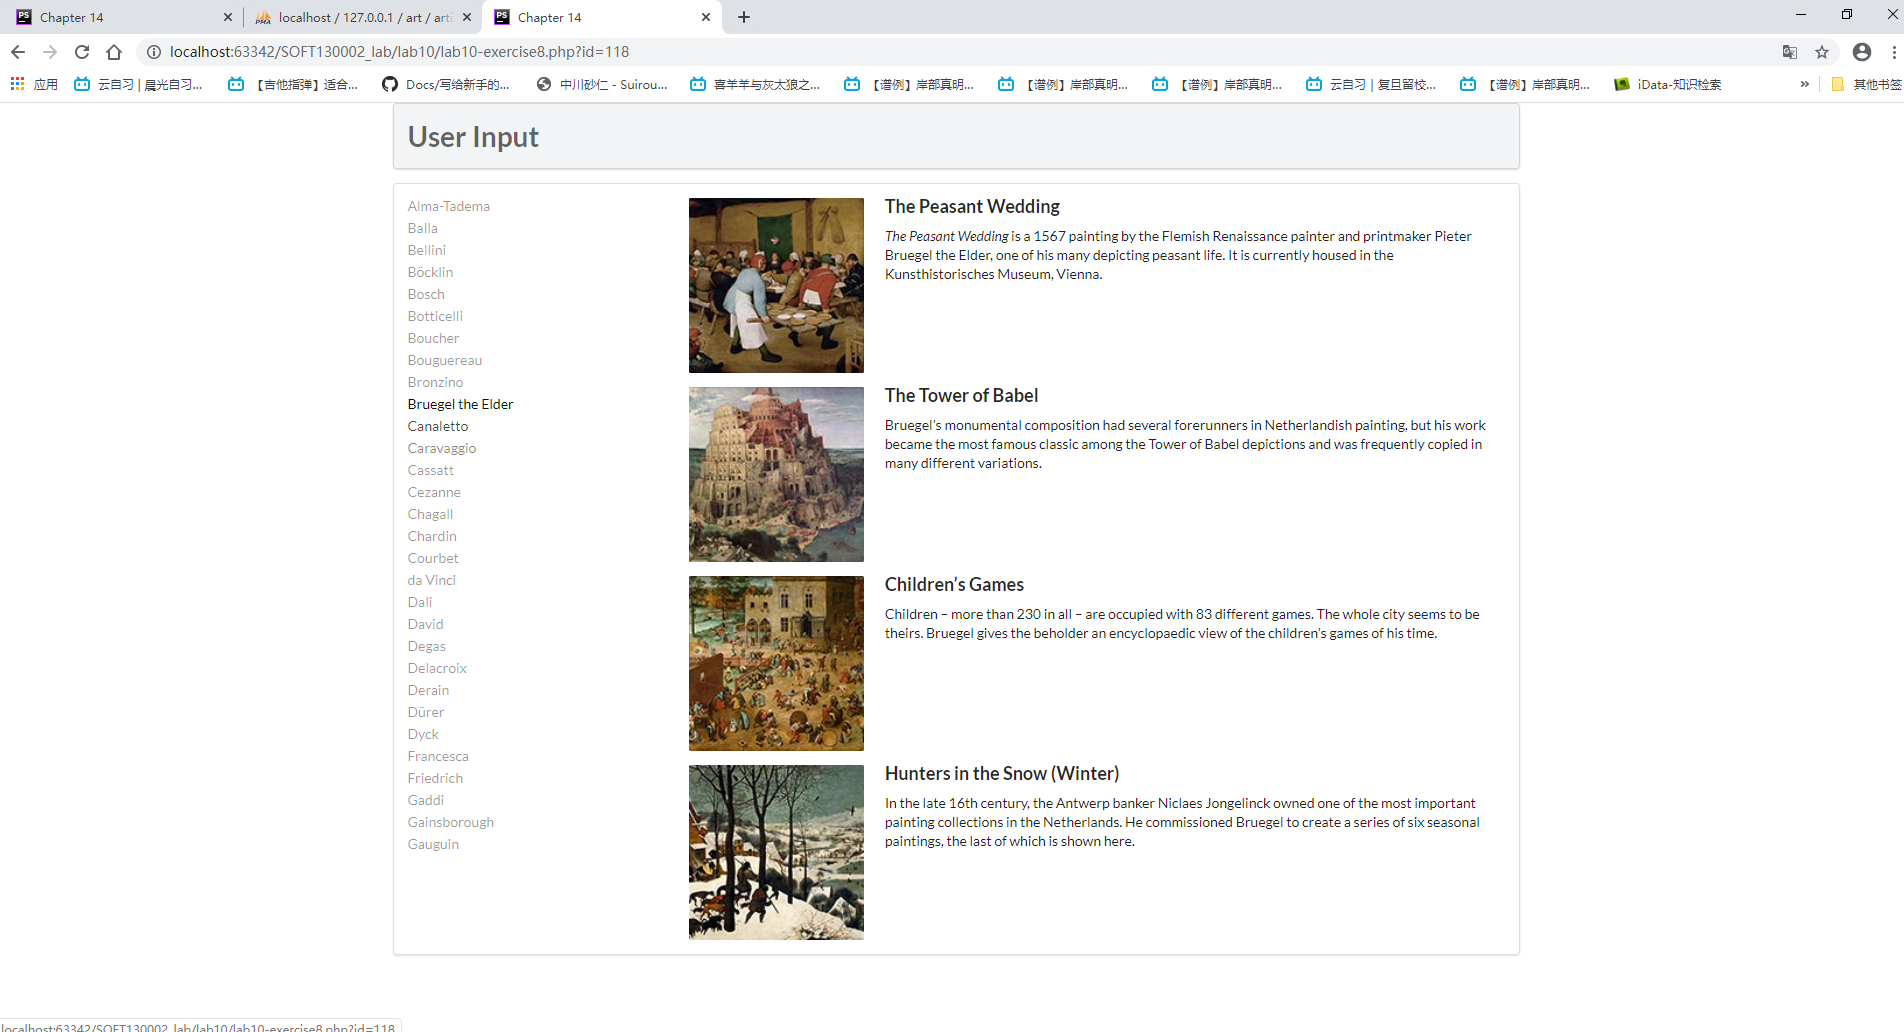 Chapter 14
localhost / 127.0.0.1 / art / arti
Chapter 14
localhost:63342/SOFT130002_lab/lab10/lab10-exercise8.php?id=118
应用
云自习 | 晨光自习...
【吉他指弹】适合...
Docs/写给新手的...
中川砂仁 - Suirou...
喜羊羊与灰太狼之...
【谱例】岸部真明...
【谱例】岸部真明...
【谱例】岸部真明...
云自习 | 复旦留校...
【谱例】岸部真明...
iData-知识检索
»
其他书签
User Input
Alma-Tadema
Balla
Bellini
Böcklin
Bosch
Botticelli
Boucher
Bouguereau
Bronzino
Bruegel the Elder
Canaletto
Caravaggio
Cassatt
Cezanne
Chagall
Chardin
Courbet
da Vinci
Dali
David
Degas
Delacroix
Derain
Dürer
Dyck
Francesca
Friedrich
Gaddi
Gainsborough
Gauguin
The Peasant Wedding
The Peasant Wedding is a 1567 painting by the Flemish Renaissance painter and printmaker Pieter
Bruegel the Elder, one of his many depicting peasant life. It is currently housed in the
Kunsthistorisches Museum, Vienna.
The Tower of Babel
Bruegel’s monumental composition had several forerunners in Netherlandish painting, but his work
became the most famous classic among the Tower of Babel depictions and was frequently copied in
many different variations.
Children’s Games
Children – more than 230 in all – are occupied with 83 different games. The whole city seems to be
theirs. Bruegel gives the beholder an encyclopaedic view of the children’s games of his time.
Hunters in the Snow (Winter)
In the late 16th century, the Antwerp banker Niclaes Jongelinck owned one of the most important
painting collections in the Netherlands. He commissioned Bruegel to create a series of six seasonal
paintings, the last of which is shown here.
localhost:63342/SOFT130002_lab/lab10/lab10-exercise8.php?id=118